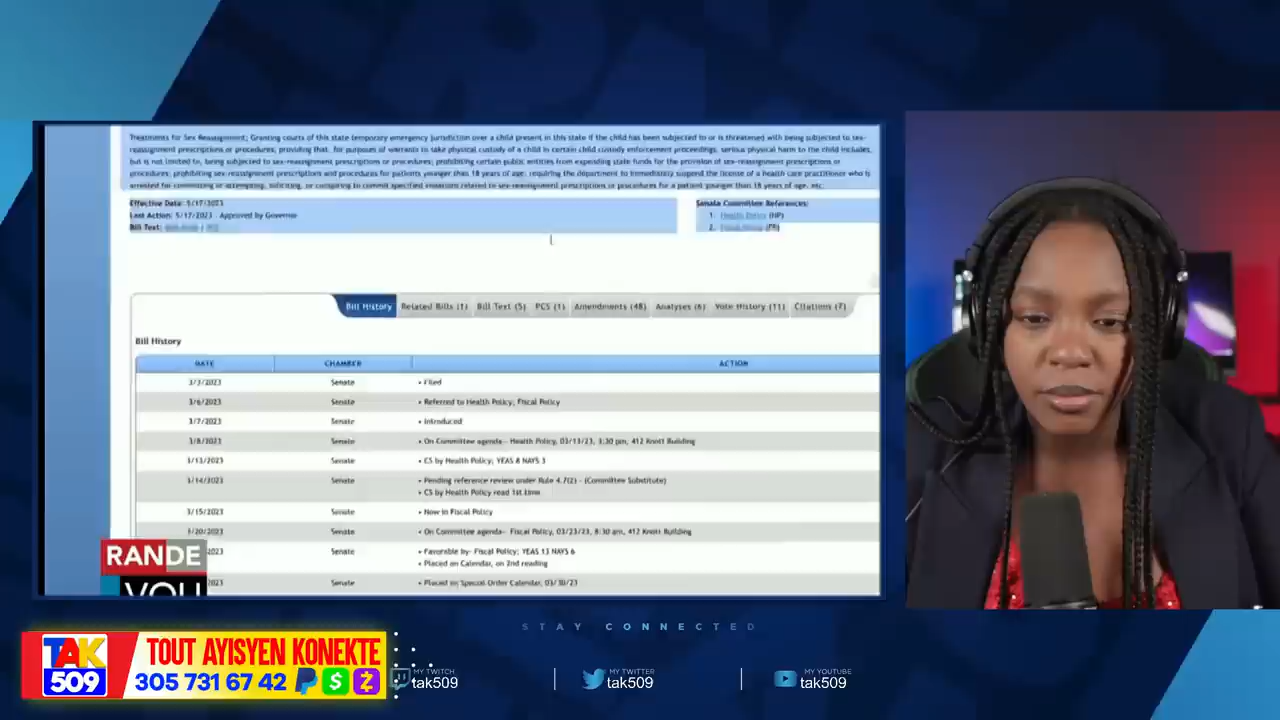 Treatments for Sex Reassignment; Granting courts of this state temporary emergency jurisdiction over a child present in this state if the child has been subjected to or is threatened with being subjected to sex-
reassignment prescriptions or procedures; providing that, for purposes of warrants to take physical custody of a child in certain child custody enforcement proceedings, serious physical harm to the child includes,
but is not limited to, being subjected to sex-reassignment prescriptions or procedures; prohibiting certain public entities from expending state funds for the provision of sex-reassignment prescriptions or
procedures; prohibiting sex-reassignment prescriptions and procedures for patients younger than 18 years of age; requiring the department to immediately suspend the license of a health care practitioner who is
arrested for committing or attempting, soliciting, or conspiring to commit specified violations related to sex-reassignment prescriptions or procedures for a patient younger than 18 years of age, etc.
Effective Date: 5/17/2023
Last Action: 5/17/2023 - Approved by Governor
Bill Text:
Senate Committee References:
1. Health Policy (HP)
2. Fiscal Policy (FP)
Bill History Related Bills (1) Bill Text (5) PCS (1) Amendments (48) Analyses (6) Vote History (11) Citations (7)
Bill History
DATE CHAMBER ACTION
3/3/2023 Senate • Filed
3/6/2023 Senate • Referred to Health Policy; Fiscal Policy
3/7/2023 Senate • Introduced
3/8/2023 Senate • On Committee agenda-- Health Policy, 03/13/23, 3:30 pm, 412 Knott Building
3/13/2023 Senate • CS by Health Policy; YEAS 8 NAYS 3
3/14/2023 Senate • Pending reference review under Rule 4.7(2) - (Committee Substitute)
• CS by Health Policy read 1st time
3/15/2023 Senate • Now in Fiscal Policy
3/20/2023 Senate • On Committee agenda-- Fiscal Policy, 03/23/23, 8:30 am, 412 Knott Building
2023 Senate • Favorable by- Fiscal Policy; YEAS 13 NAYS 6
• Placed on Calendar, on 2nd reading
2023 Senate • Placed on Special Order Calendar, 03/30/23
RANDE
VOU
STAY CONNECTED
TAK
509
TOUT AYISYEN KONEKTE
305 731 67 42
MY TWITCH
tak509
MY TWITTER
tak509
MY YOUTUBE
tak509